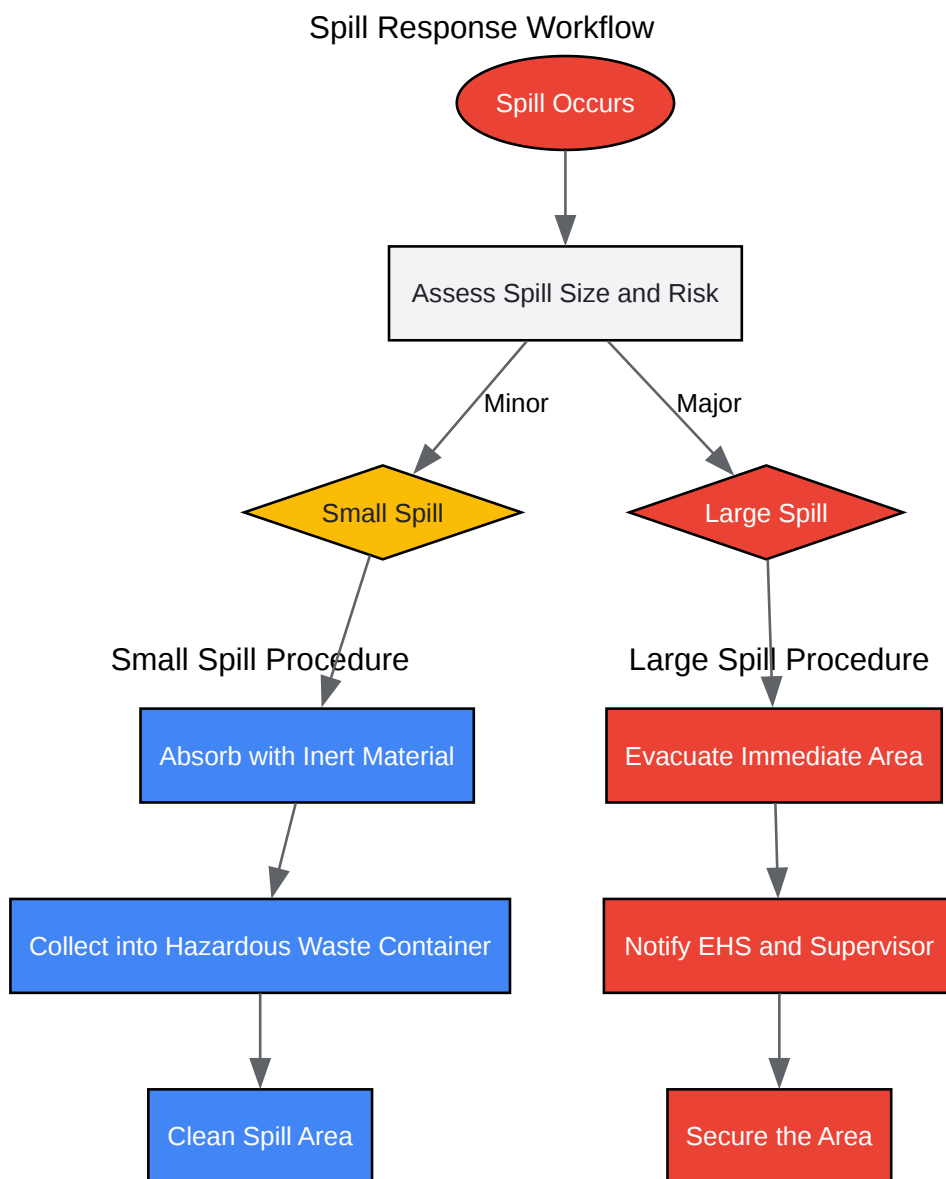 Spill Response Workflow
Spill Occurs
Assess Spill Size and Risk
Minor
Major
Small Spill
Large Spill
Small Spill Procedure
Large Spill Procedure
Absorb with Inert Material
Evacuate Immediate Area
Collect into Hazardous Waste Container
Notify EHS and Supervisor
Clean Spill Area
Secure the Area